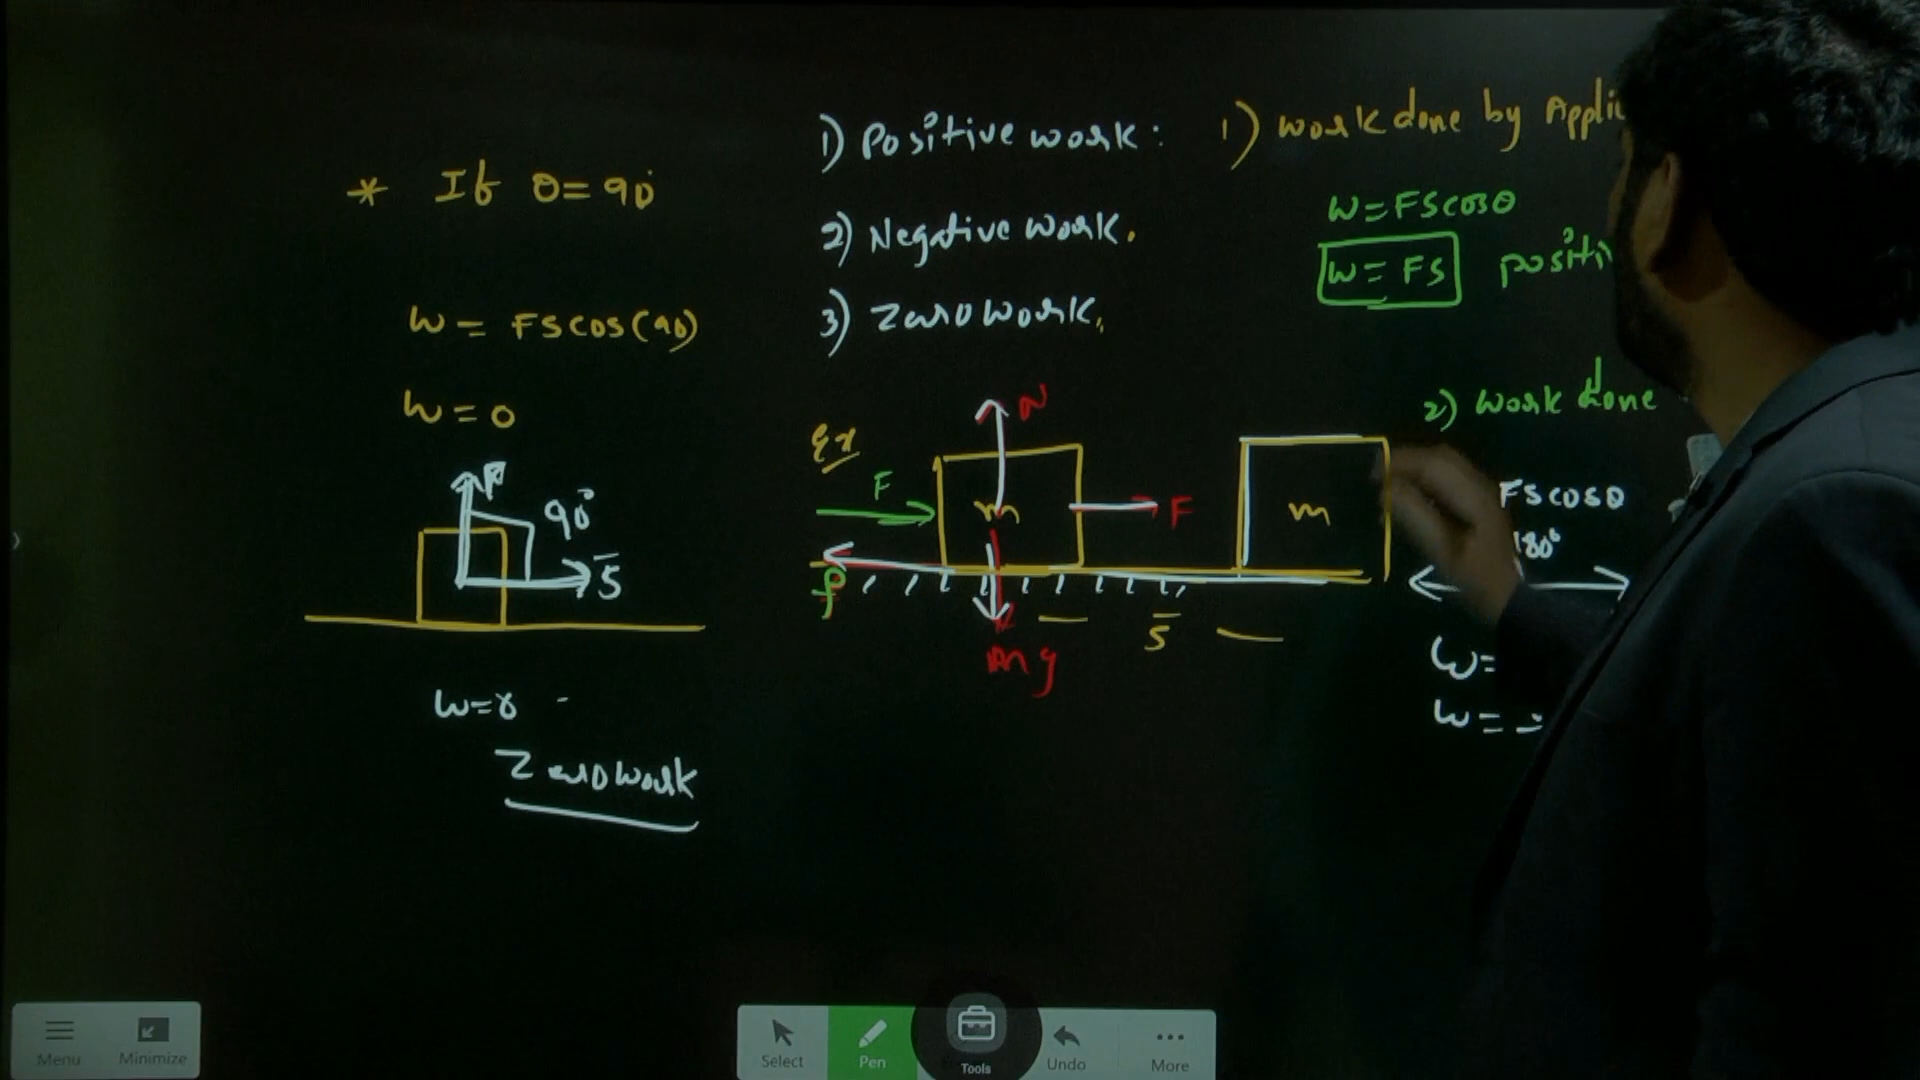 * If θ=90°
W = FScos(90)
W = 0
F
90°
S
W=0
Zero work
1) Positive work :
2) Negative work.
3) Zero work.
Ex
F
N
m
F
f
mg
S
m
1) work done by
W=FScosθ
W = FS
2) work done
FScosθ
180°
W=
W = -
Menu
Minimize
Select
Pen
Tools
Undo
More